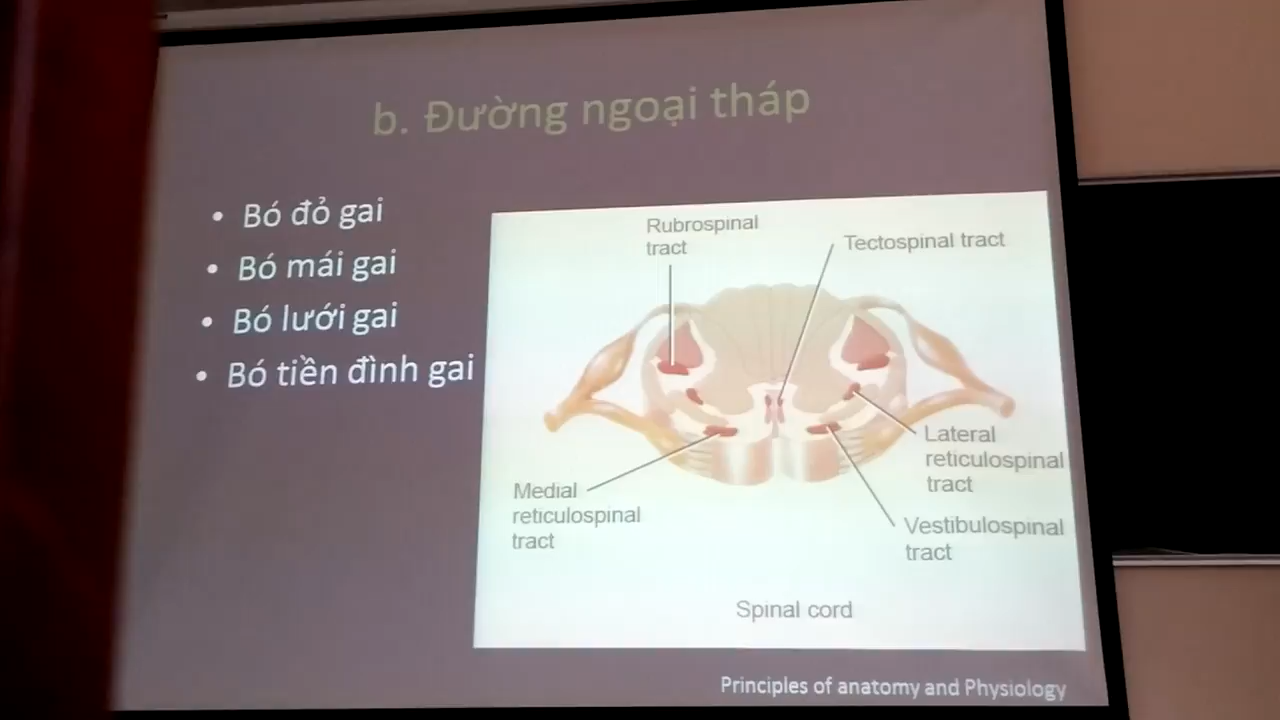 b. Đường ngoại tháp
• Bó đỏ gai
• Bó mái gai
• Bó lưới gai
• Bó tiền đình gai
Rubrospinal
tract
Tectospinal tract
Lateral
reticulospinal
tract
Medial
reticulospinal
tract
Vestibulospinal
tract
Spinal cord
Principles of anatomy and Physiology